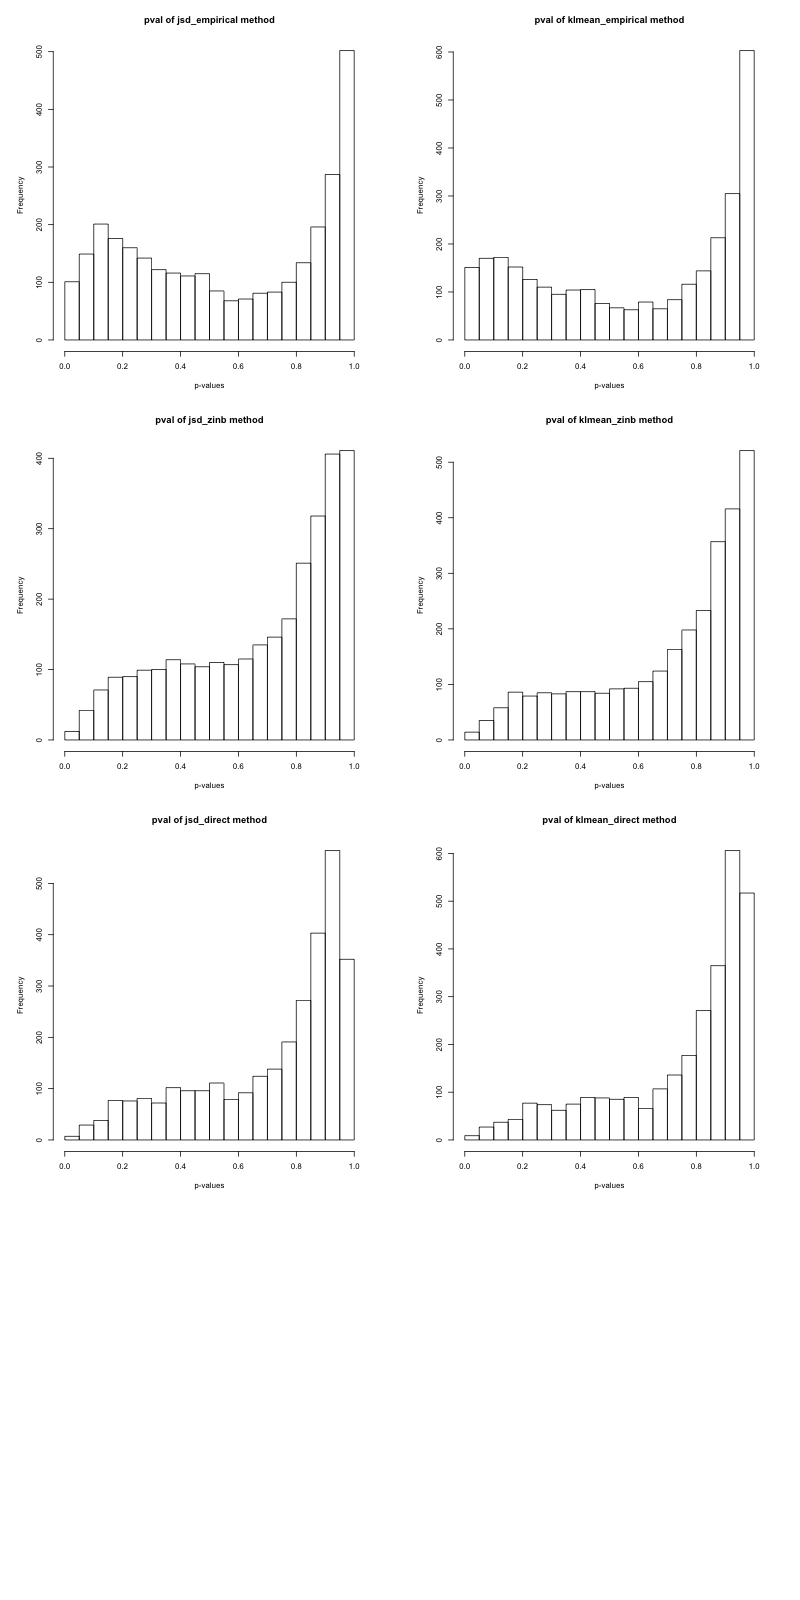 pval of jsd_empirical method
Frequency
0 100 200 300 400 500
0.0 0.2 0.4 0.6 0.8 1.0
p-values
pval of klmean_empirical method
Frequency
0 100 200 300 400 500 600
0.0 0.2 0.4 0.6 0.8 1.0
p-values
pval of jsd_zinb method
Frequency
0 100 200 300 400
0.0 0.2 0.4 0.6 0.8 1.0
p-values
pval of klmean_zinb method
Frequency
0 100 200 300 400 500
0.0 0.2 0.4 0.6 0.8 1.0
p-values
pval of jsd_direct method
Frequency
0 100 200 300 400 500
0.0 0.2 0.4 0.6 0.8 1.0
p-values
pval of klmean_direct method
Frequency
0 100 200 300 400 500 600
0.0 0.2 0.4 0.6 0.8 1.0
p-values